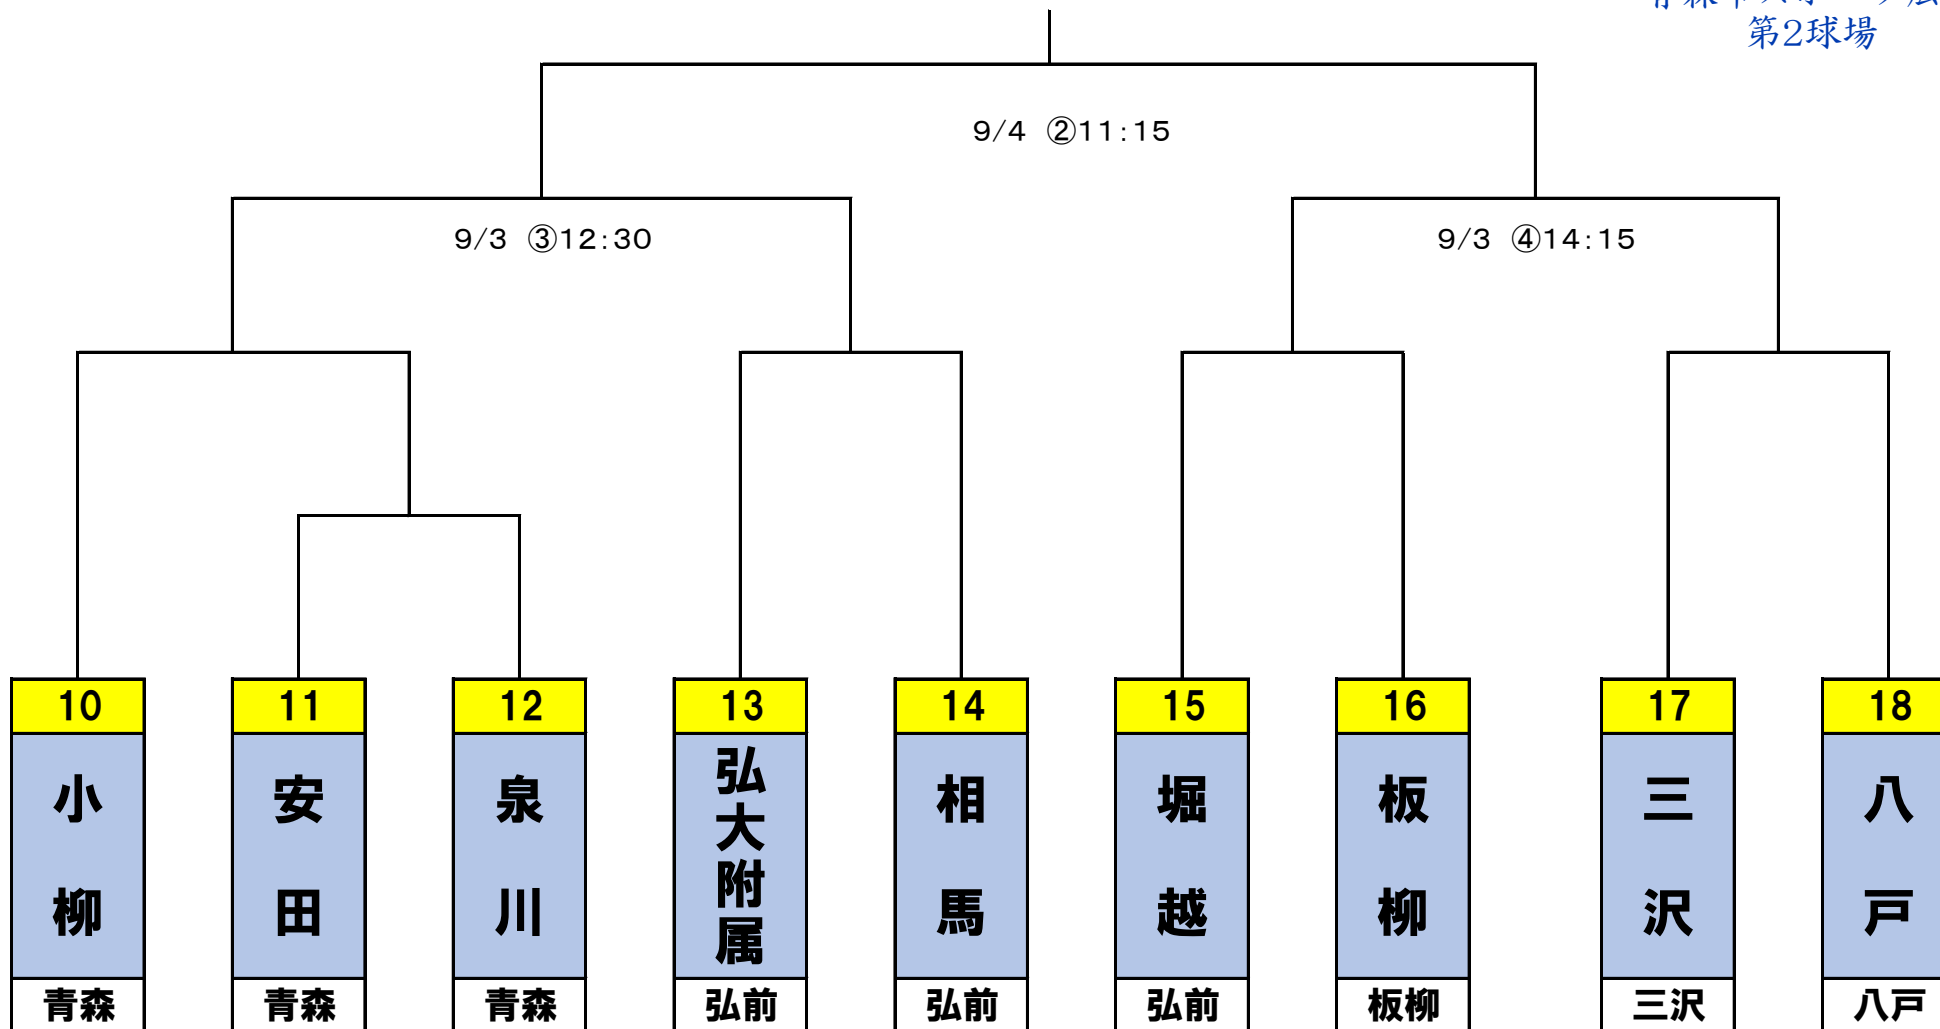 第2球場
9/4 ②11:15
9/3 ③12:30
9/3 ④14:15
10
11
12
13
14
15
16
17
18
小柳
安田
泉川
弘大附属
相馬
堀越
板柳
三沢
八戸
青森
青森
青森
弘前
弘前
弘前
板柳
三沢
八戸